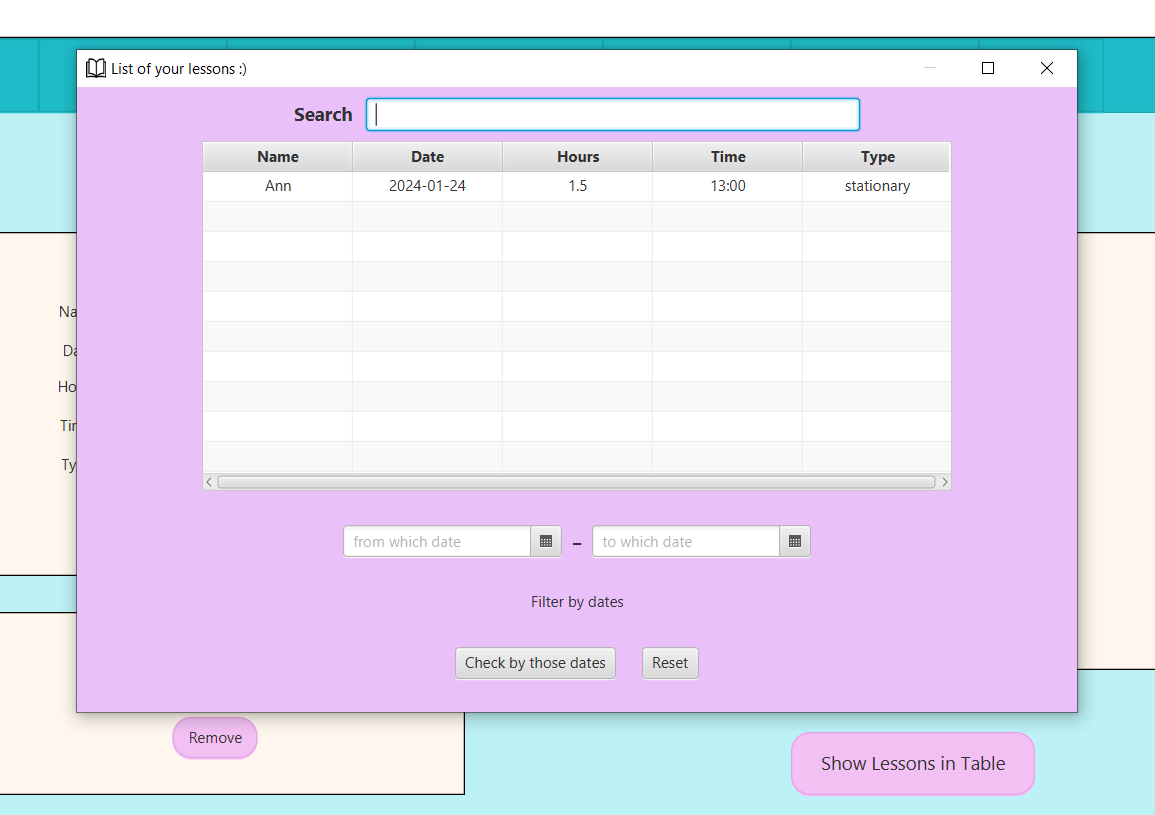 List of your lessons :)
Search
Name Date Hours Time Type
Ann 2024-01-24 1.5 13:00 stationary
from which date – to which date
Filter by dates
Check by those dates Reset
Na
Da
Ho
Ty
Remove
Show Lessons in Table